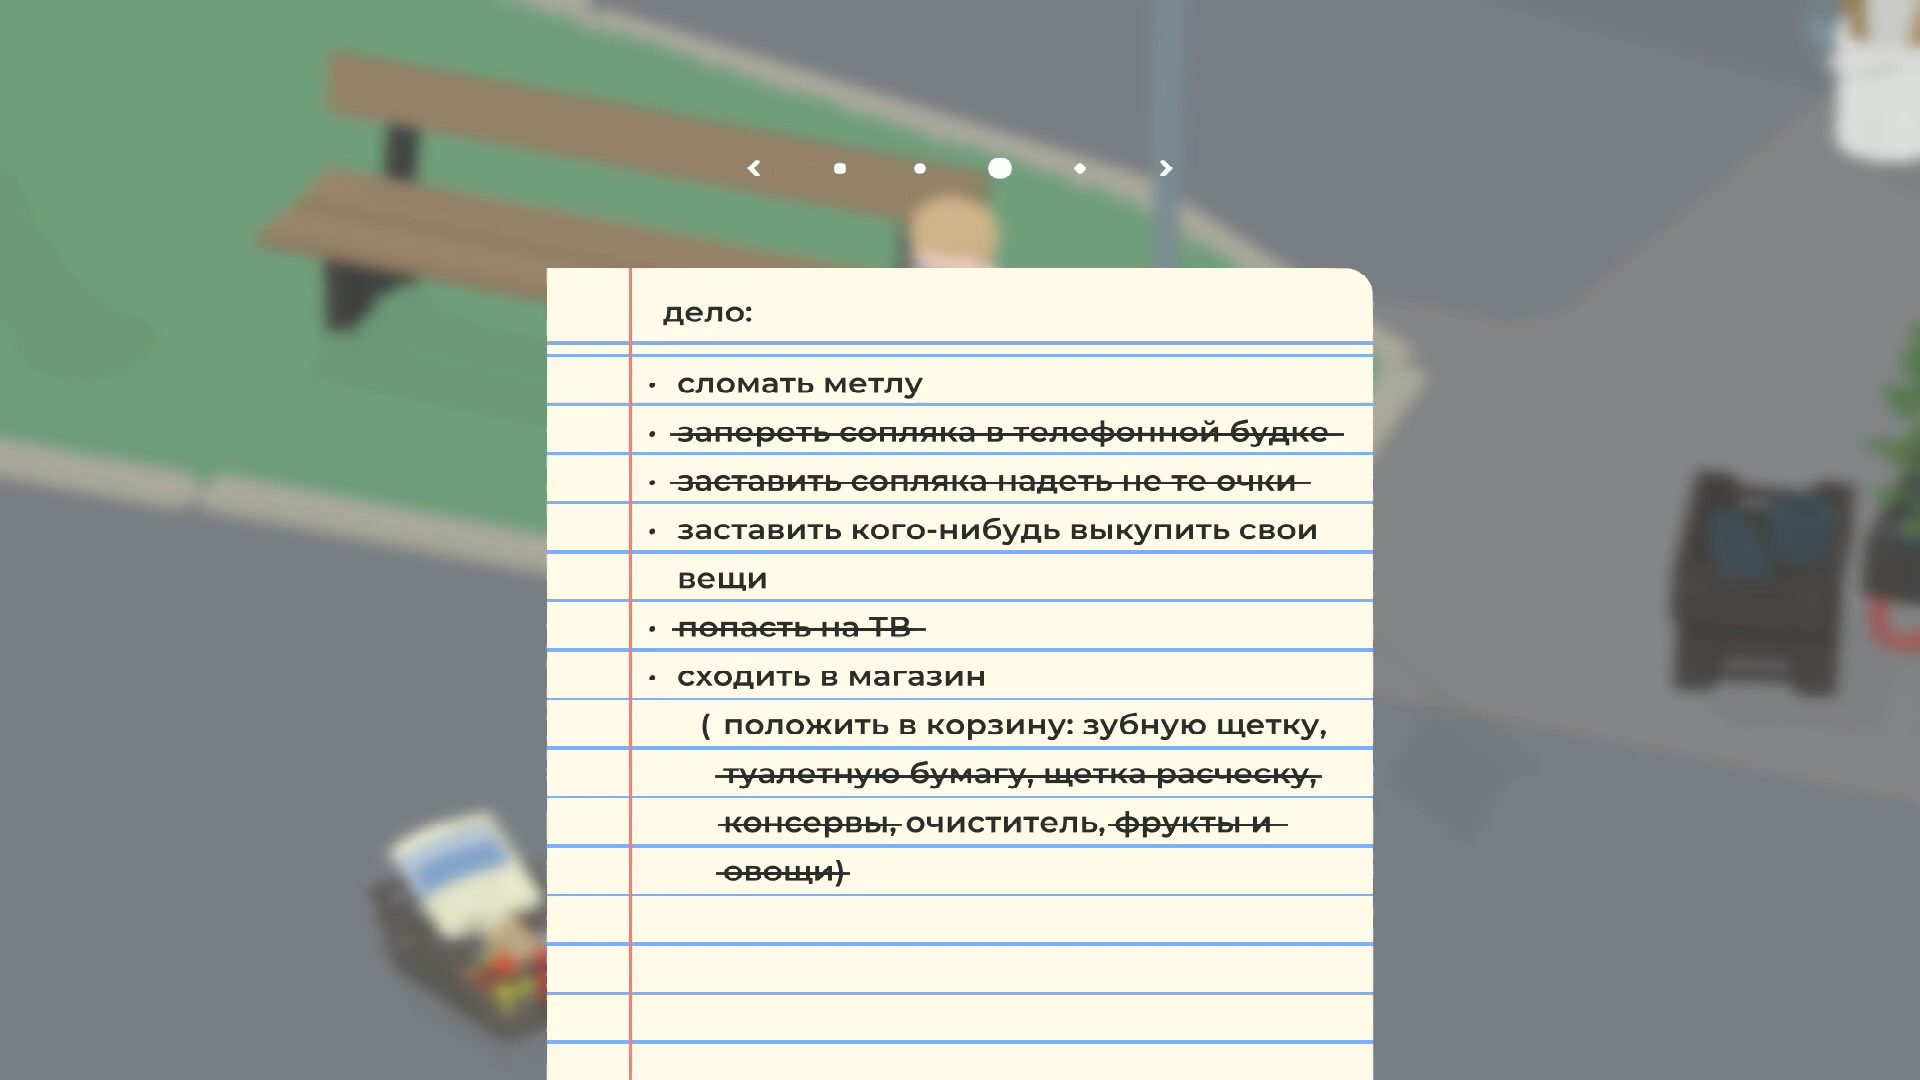 дело:
· сломать метлу
· запереть сопляка в телефонной будке
· заставить сопляка надеть не те очки
· заставить кого-нибудь выкупить свои
вещи
· попасть на ТВ
· сходить в магазин
( положить в корзину: зубную щетку,
туалетную бумагу, щетка расческу,
консервы, очиститель, фрукты и
овощи)